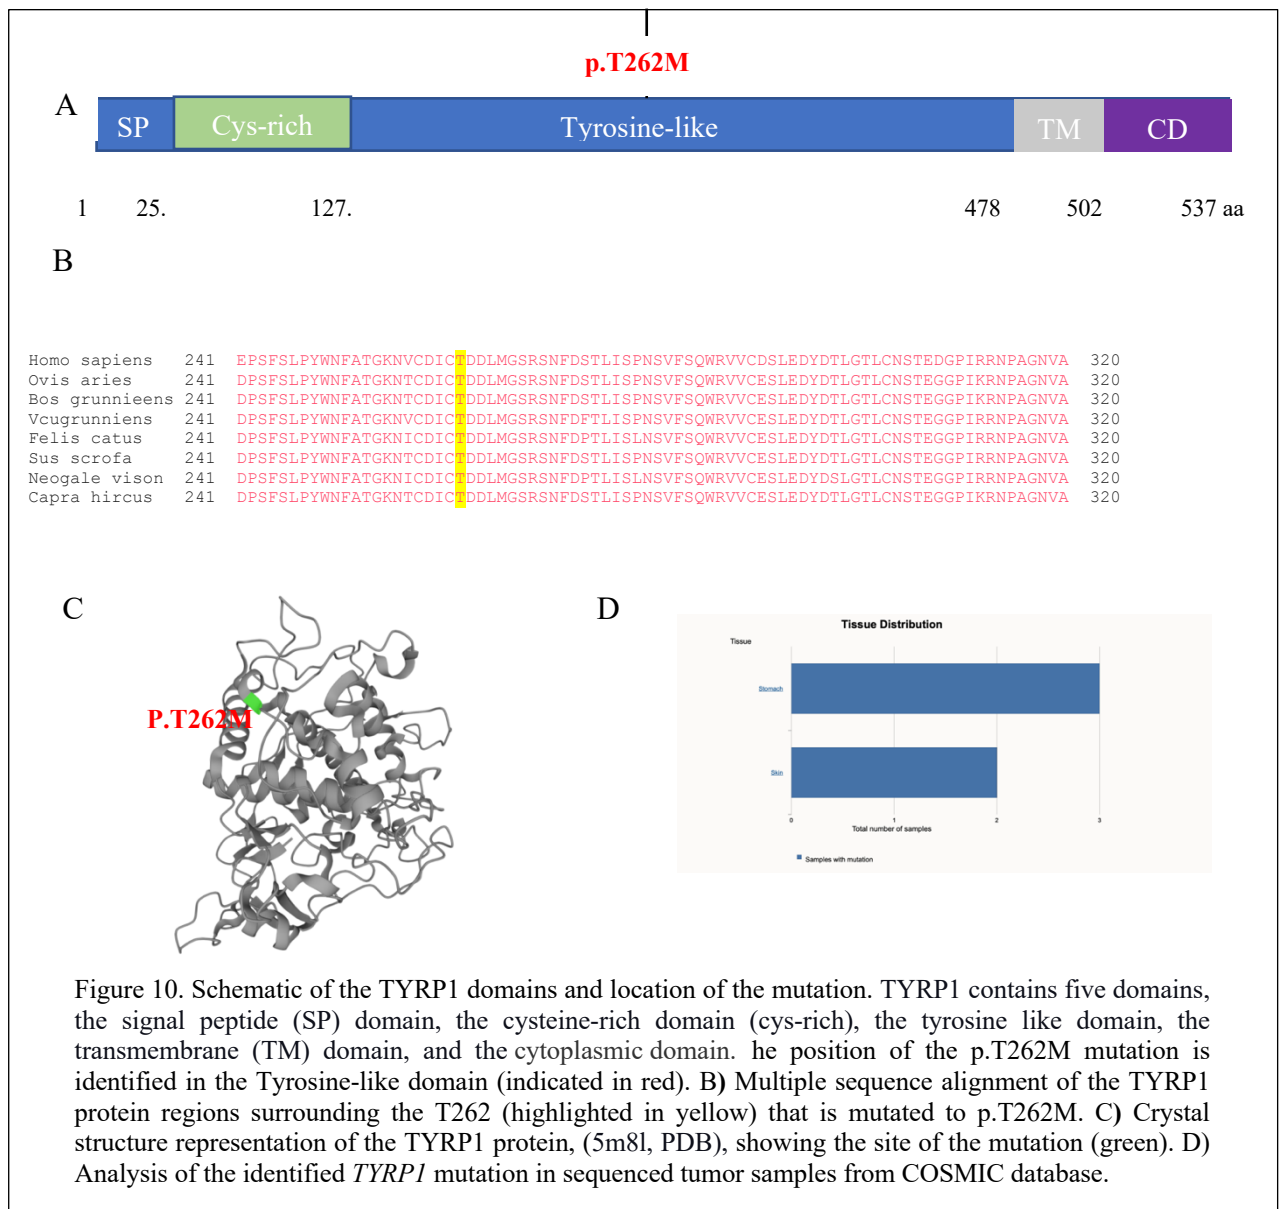 p.T262M
A
SP Cys-rich Tyrosine-like TM CD
1 25. 127. 478 502 537 aa
B
Homo sapiens 241 EPSFSLPYWNFATGKNVCDICTDDLMGSRSNFDSTLISPNSVFSQWRVVCDSLEDYDTLGTLCNSTEDGPIRRNPAGNVA 320
Ovis aries 241 DPSFSLPYWNFATGKNTCDICTDDLMGSRSNFDSTLISPNSVFSQWRVVCESLEDYDTLGTLCNSTEGGPIKRNPAGNVA 320
Bos grunnieens 241 DPSFSLPYWNFATGKNTCDICTDDLMGSRSNFDSTLISPNSVFSQWRVVCESLEDYDTLGTLCNSTEGGPIRRNPAGNVA 320
Vcugrunniens 241 DPSFSLPYWNFATGKNVCDICTDDLMGSRSNFDFTLISPNSVFSQWRVVCESLEDYDTLGTLCNSTEGGPIRRNPAGNVA 320
Felis catus 241 DPSFSLPYWNFATGKNICDICTDDLMGSRSNFDPTLISLNSVFSQWRVVCESLEDYDTLGTLCNSTEGGPIRRNPAGNVA 320
Sus scrofa 241 DPSFSLPYWNFATGKNTCDICTDDLMGSRSNFDSTLISPNSVFSQWRVVCESLEDYDTLGTLCNSTEGGPIRRNPAGNVA 320
Neogale vison 241 DPSFSLPYWNFATGKNICDICTDDLMGSRSNFDPTLISLNSVFSQWRVVCESLEDYDSLGTLCNSTEGGPIRRNPAGNVA 320
Capra hircus 241 DPSFSLPYWNFATGKNTCDICTDDLMGSRSNFDSTLISPNSVFSQWRVVCESLEDYDTLGTLCNSTEGGPIKRNPAGNVA 320
C
P.T262M
D
Tissue Distribution
Tissue
Stomach
Skin
0 1 2 3
Total number of samples
Samples with mutation
Figure 10. Schematic of the TYRP1 domains and location of the mutation. TYRP1 contains five domains,
the signal peptide (SP) domain, the cysteine-rich domain (cys-rich), the tyrosine like domain, the
transmembrane (TM) domain, and the cytoplasmic domain. he position of the p.T262M mutation is
identified in the Tyrosine-like domain (indicated in red). B) Multiple sequence alignment of the TYRP1
protein regions surrounding the T262 (highlighted in yellow) that is mutated to p.T262M. C) Crystal
structure representation of the TYRP1 protein, (5m8l, PDB), showing the site of the mutation (green). D)
Analysis of the identified TYRP1 mutation in sequenced tumor samples from COSMIC database.